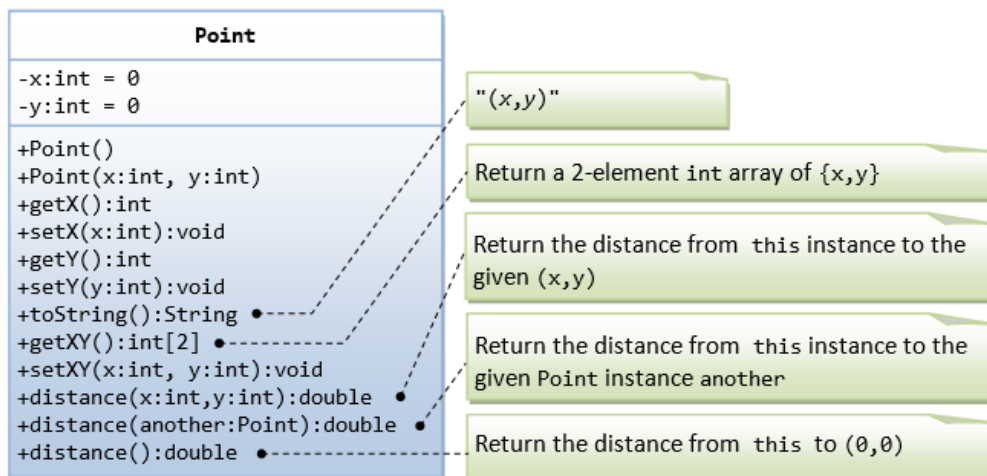 Point
-x:int = 0
-y:int = 0
+Point()
+Point(x:int, y:int)
+getX():int
+setX(x:int):void
+getY():int
+setY(y:int):void
+toString():String
+getXY():int[2]
+setXY(x:int, y:int):void
+distance(x:int,y:int):double
+distance(another:Point):double
+distance():double
"(x,y)"
Return a 2-element int array of {x,y}
Return the distance from this instance to the
given (x,y)
Return the distance from this instance to the
given Point instance another
Return the distance from this to (0,0)